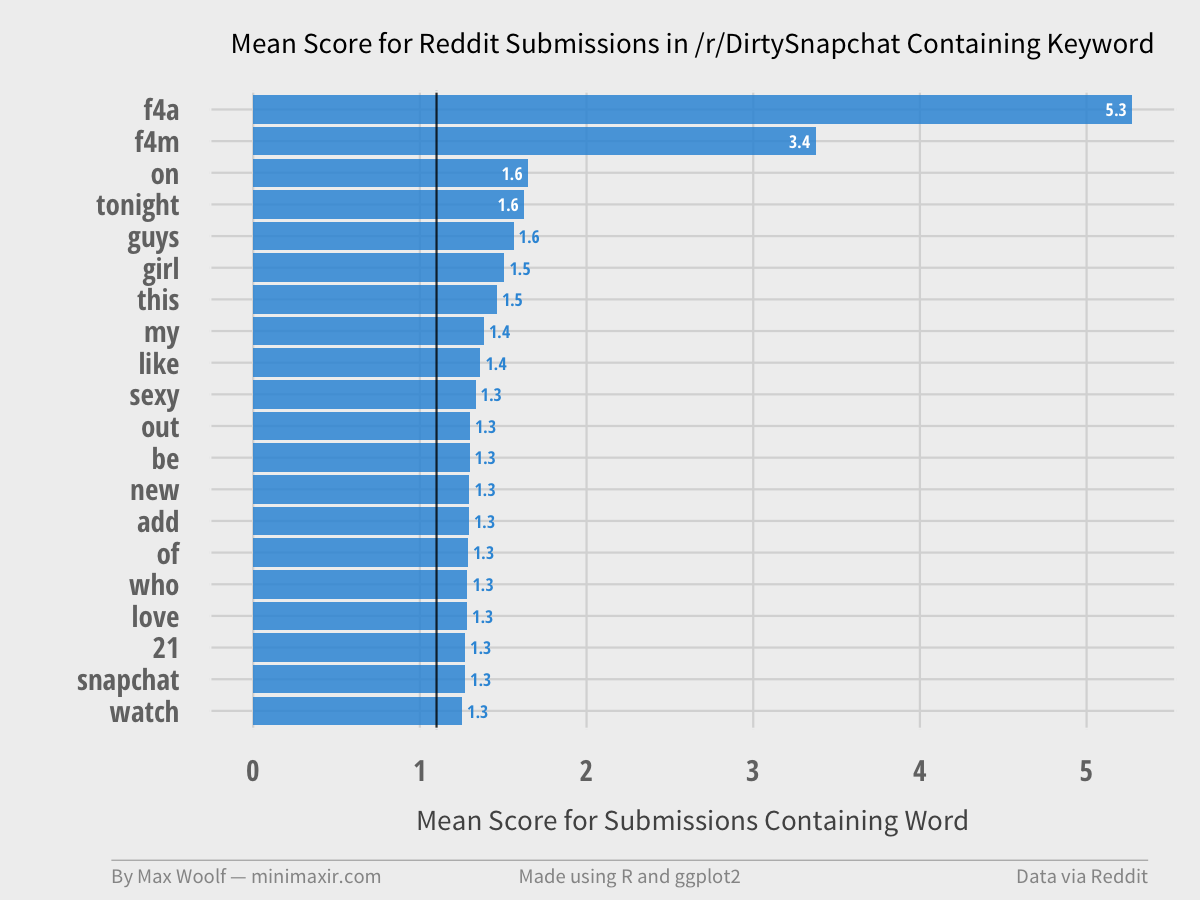 Mean Score for Reddit Submissions in /r/DirtySnapchat Containing Keyword
f4a 5.3
f4m 3.4
on 1.6
tonight 1.6
guys 1.6
girl 1.5
this 1.5
my 1.4
like 1.4
sexy 1.3
out 1.3
be 1.3
new 1.3
add 1.3
of 1.3
who 1.3
love 1.3
21 1.3
snapchat 1.3
watch 1.3
0 1 2 3 4 5
Mean Score for Submissions Containing Word
By Max Woolf — minimaxir.com Made using R and ggplot2 Data via Reddit